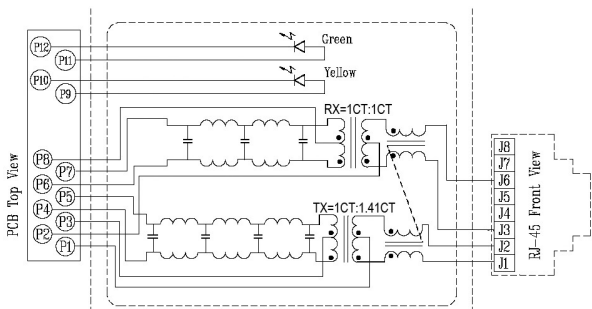 P12
Green
P11
P10
Yellow
P9
RX=1CT:1CT
P8
P7
P6
P5
P4
P3
P2
P1
TX=1CT:1.41CT
PCB Top View
J8
J7
J6
J5
J4
J3
J2
J1
RJ-45 Front View